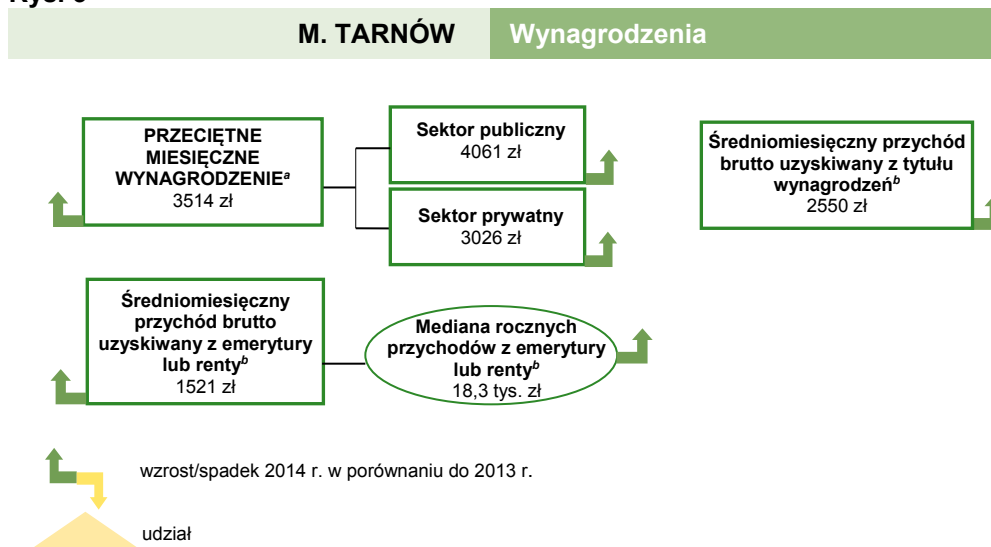 M. TARNÓW Wynagrodzenia
PRZECIĘTNE
MIESIĘCZNE
WYNAGRODZENIEᵃ
3514 zł
Sektor publiczny
4061 zł
Sektor prywatny
3026 zł
Średniomiesięczny przychód
brutto uzyskiwany z tytułu
wynagrodzeńᵇ
2550 zł
Średniomiesięczny
przychód brutto
uzyskiwany z emerytury
lub rentyᵇ
1521 zł
Mediana rocznych
przychodów z emerytury
lub rentyᵇ
18,3 tys. zł
wzrost/spadek 2014 r. w porównaniu do 2013 r.
udział